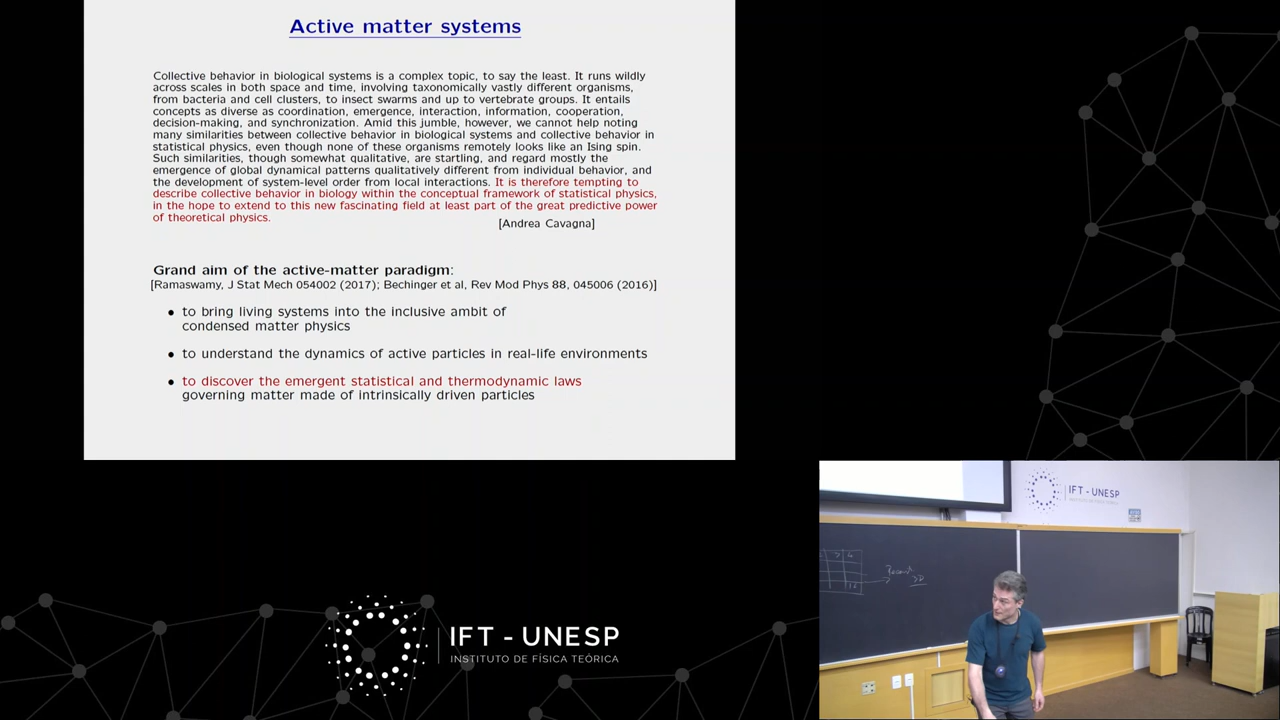 Active matter systems
Collective behavior in biological systems is a complex topic, to say the least. It runs wildly
across scales in both space and time, involving taxonomically vastly different organisms,
from bacteria and cell clusters, to insect swarms and up to vertebrate groups. It entails
concepts as diverse as coordination, emergence, interaction, information, cooperation,
decision-making, and synchronization. Amid this jumble, however, we cannot help noting
many similarities between collective behavior in biological systems and collective behavior in
statistical physics, even though none of these organisms remotely looks like an Ising spin.
Such similarities, though somewhat qualitative, are startling, and regard mostly the
emergence of global dynamical patterns qualitatively different from individual behavior, and
the development of system-level order from local interactions. It is therefore tempting to
describe collective behavior in biology within the conceptual framework of statistical physics,
in the hope to extend to this new fascinating field at least part of the great predictive power
of theoretical physics.
[Andrea Cavagna]
Grand aim of the active-matter paradigm:
[Ramaswamy, J Stat Mech 054002 (2017); Bechinger et al, Rev Mod Phys 88, 045006 (2016)]
• to bring living systems into the inclusive ambit of
condensed matter physics
• to understand the dynamics of active particles in real-life environments
• to discover the emergent statistical and thermodynamic laws
governing matter made of intrinsically driven particles
IFT - UNESP
IFT - UNESP
INSTITUTO DE FÍSICA TEÓRICA